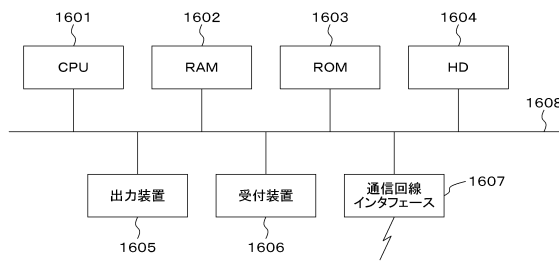 1601
1602
1603
1604
CPU
RAM
ROM
HD
1608
出力装置
受付装置
通信回線
インタフェース
1607
1605
1606